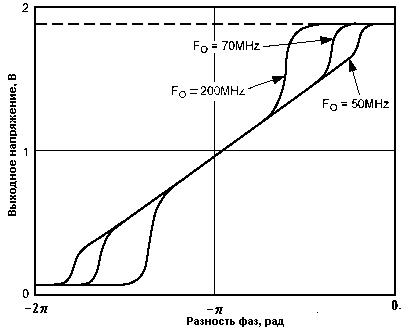 2
F_O = 70MHz
F_O = 200MHz
F_O = 50MHz
1
0
Выходное напряжение, В
-2π
-π
0.
Разность фаз, рад